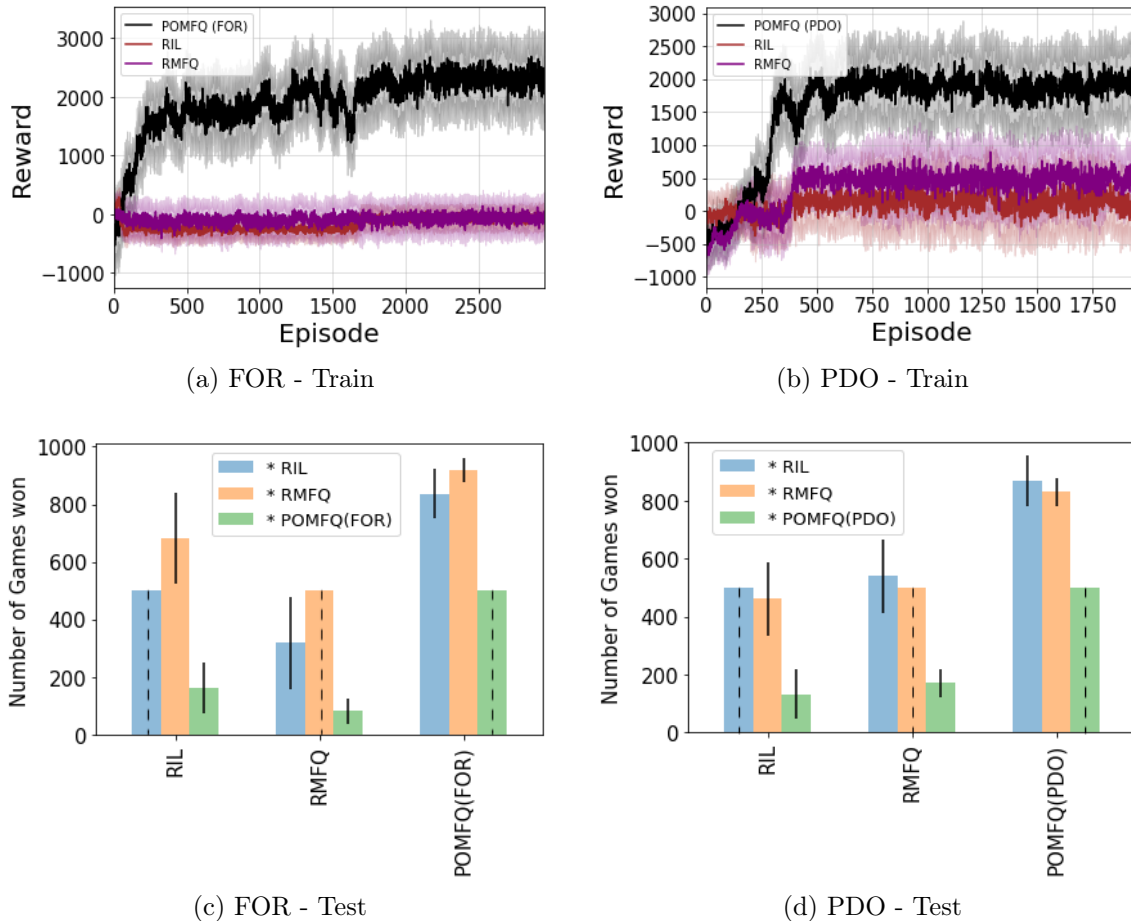 POMFQ (FOR)
RIL
RMFQ
3000
2000
1000
0
−1000
Reward
0 500 1000 1500 2000 2500
Episode
(a) FOR - Train
POMFQ (PDO)
RIL
RMFQ
3000
2500
2000
1500
1000
500
0
−500
−1000
Reward
0 250 500 750 1000 1250 1500 1750
Episode
(b) PDO - Train
* RIL
* RMFQ
* POMFQ(FOR)
1000
800
600
400
200
0
Number of Games won
RIL
RMFQ
POMFQ(FOR)
(c) FOR - Test
* RIL
* RMFQ
* POMFQ(PDO)
1000
800
600
400
200
0
Number of Games won
RIL
RMFQ
POMFQ(PDO)
(d) PDO - Test